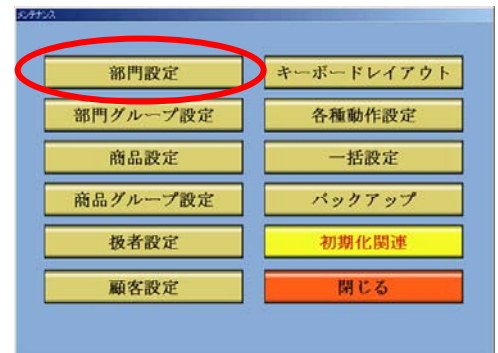 メンテナンス
部門設定
キーボードレイアウト
部門グループ設定
各種動作設定
商品設定
一括設定
商品グループ設定
バックアップ
扱者設定
初期化関連
顧客設定
閉じる